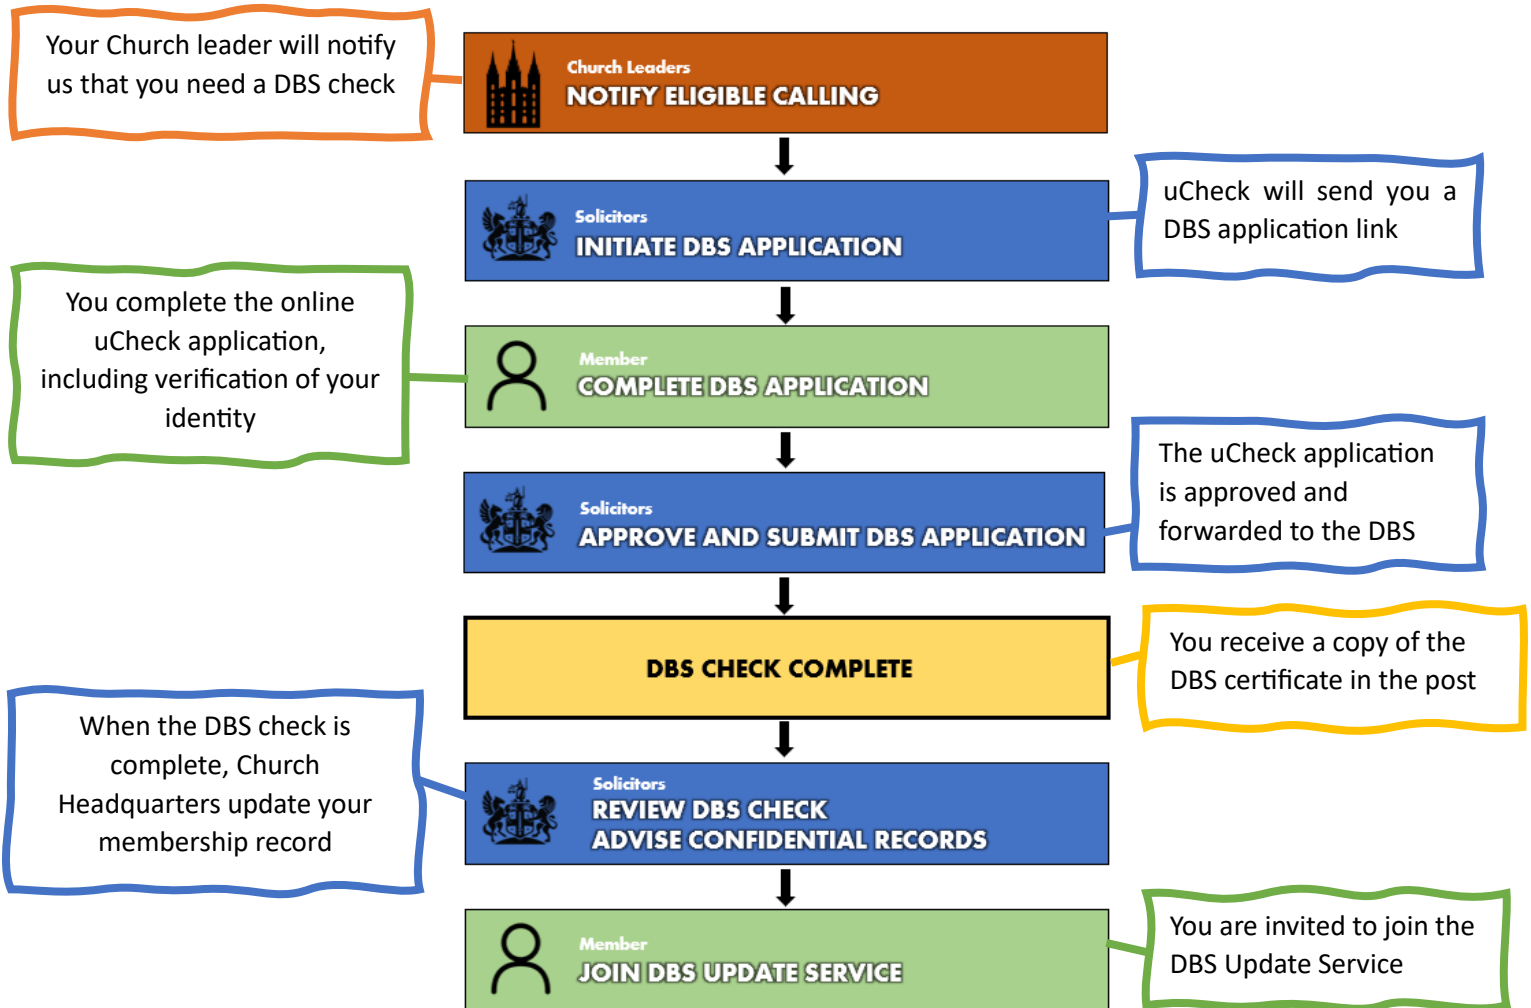 Your Church leader will notify
us that you need a DBS check
Church Leaders
NOTIFY ELIGIBLE CALLING
Solicitors
INITIATE DBS APPLICATION
uCheck will send you a
DBS application link
You complete the online
uCheck application,
including verification of your
identity
Member
COMPLETE DBS APPLICATION
Solicitors
APPROVE AND SUBMIT DBS APPLICATION
The uCheck application
is approved and
forwarded to the DBS
DBS CHECK COMPLETE
You receive a copy of the
DBS certificate in the post
When the DBS check is
complete, Church
Headquarters update your
membership record
Solicitors
REVIEW DBS CHECK
ADVISE CONFIDENTIAL RECORDS
Member
JOIN DBS UPDATE SERVICE
You are invited to join the
DBS Update Service